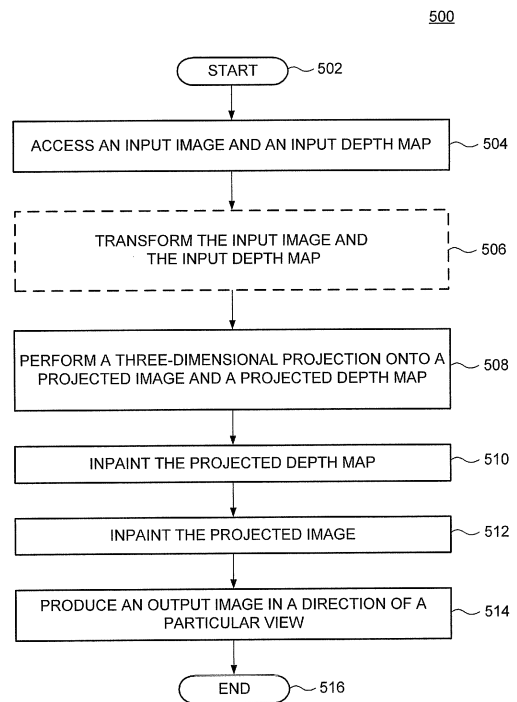 500
START 502
ACCESS AN INPUT IMAGE AND AN INPUT DEPTH MAP 504
TRANSFORM THE INPUT IMAGE AND
THE INPUT DEPTH MAP 506
PERFORM A THREE-DIMENSIONAL PROJECTION ONTO A
PROJECTED IMAGE AND A PROJECTED DEPTH MAP 508
INPAINT THE PROJECTED DEPTH MAP 510
INPAINT THE PROJECTED IMAGE 512
PRODUCE AN OUTPUT IMAGE IN A DIRECTION OF A
PARTICULAR VIEW 514
END 516